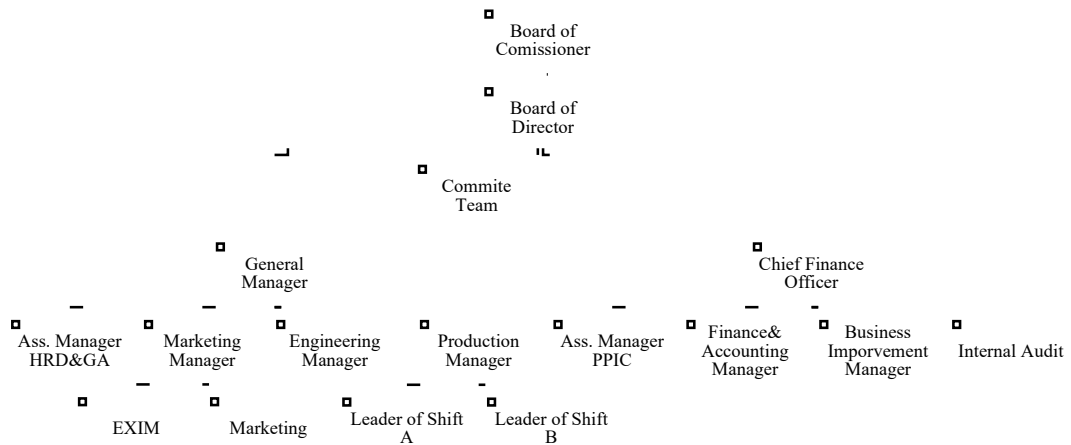 Board of
Comissioner
Board of
Director
Commite
Team
General
Manager
Chief Finance
Officer
Ass. Manager
HRD&GA
Marketing
Manager
Engineering
Manager
Production
Manager
Ass. Manager
PPIC
Finance&
Accounting
Manager
Business
Imporvement
Manager
Internal Audit
EXIM
Marketing
Leader of Shift
A
Leader of Shift
B